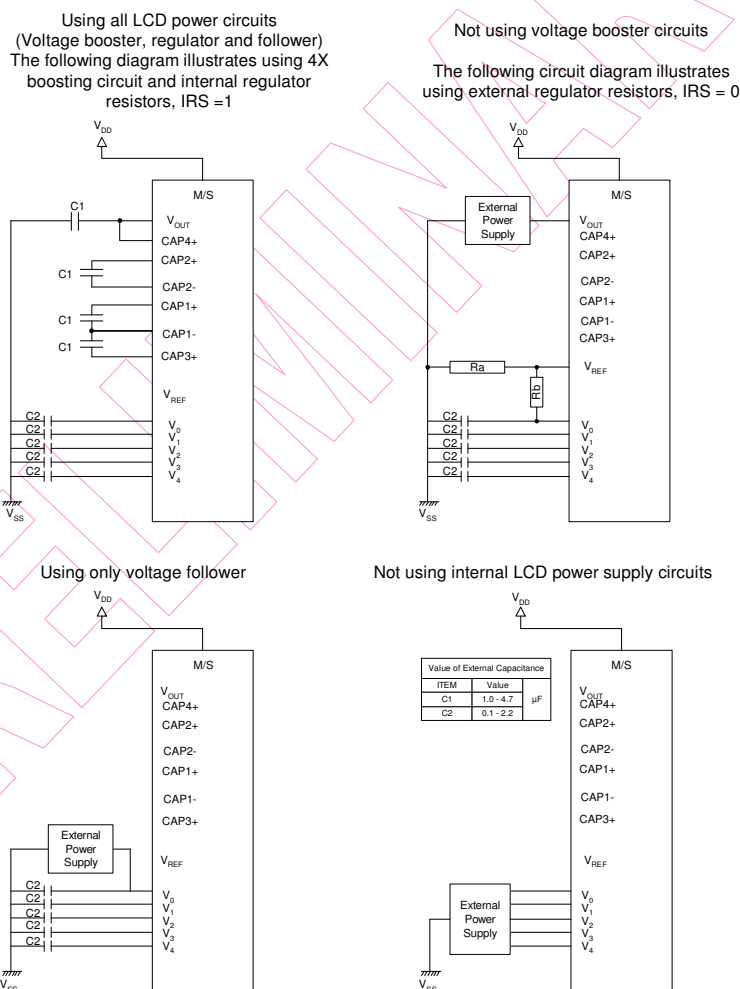 Using all LCD power circuits
(Voltage booster, regulator and follower)
The following diagram illustrates using 4X
boosting circuit and internal regulator
resistors, IRS =1
VDD
M/S
C1
VOUT
CAP4+
CAP2+
C1
CAP2-
CAP1+
C1
CAP1-
C1
CAP3+
VREF
C2
V0
C2
V1
C2
V2
C2
V3
C2
V4
VSS
Not using voltage booster circuits
The following circuit diagram illustrates
using external regulator resistors, IRS = 0
VDD
M/S
External
Power
Supply
VOUT
CAP4+
CAP2+
CAP2-
CAP1+
CAP1-
CAP3+
Ra
VREF
Rb
C2
V0
C2
V1
C2
V2
C2
V3
C2
V4
VSS
Using only voltage follower
VDD
M/S
VOUT
CAP4+
CAP2+
CAP2-
CAP1+
CAP1-
CAP3+
External
Power
Supply
VREF
C2
V0
C2
V1
C2
V2
C2
V3
C2
V4
VSS
Not using internal LCD power supply circuits
VDD
Value of External Capacitance
ITEM Value
C1 1.0 - 4.7 µF
C2 0.1 - 2.2
M/S
VOUT
CAP4+
CAP2+
CAP2-
CAP1+
CAP1-
CAP3+
VREF
External
Power
Supply
V0
V1
V2
V3
V4
VSS